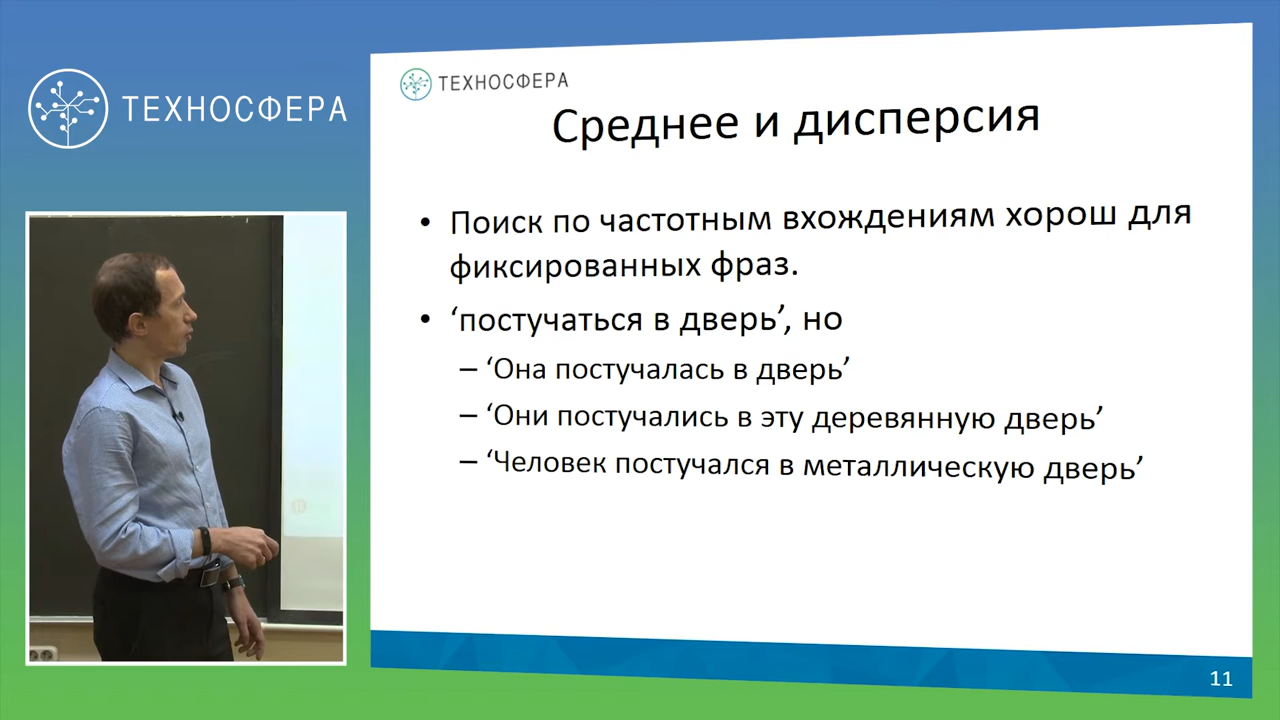 ТЕХНОСФЕРА
ТЕХНОСФЕРА
Среднее и дисперсия
• Поиск по частотным вхождениям хорош для
фиксированных фраз.
• ‘постучаться в дверь’, но
– ‘Она постучалась в дверь’
– ‘Они постучались в эту деревянную дверь’
– ‘Человек постучался в металлическую дверь’
11